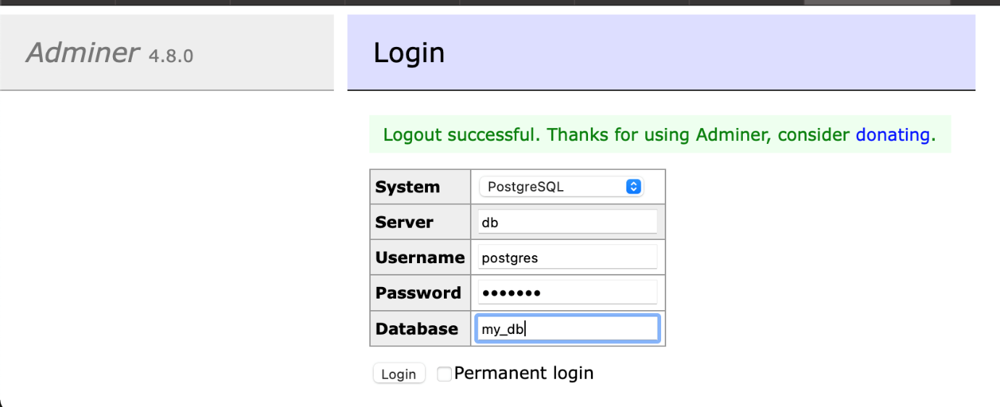 Adminer 4.8.0
Login
Logout successful. Thanks for using Adminer, consider donating.
System PostgreSQL
Server db
Username postgres
Password •••••••
Database my_db
Login Permanent login